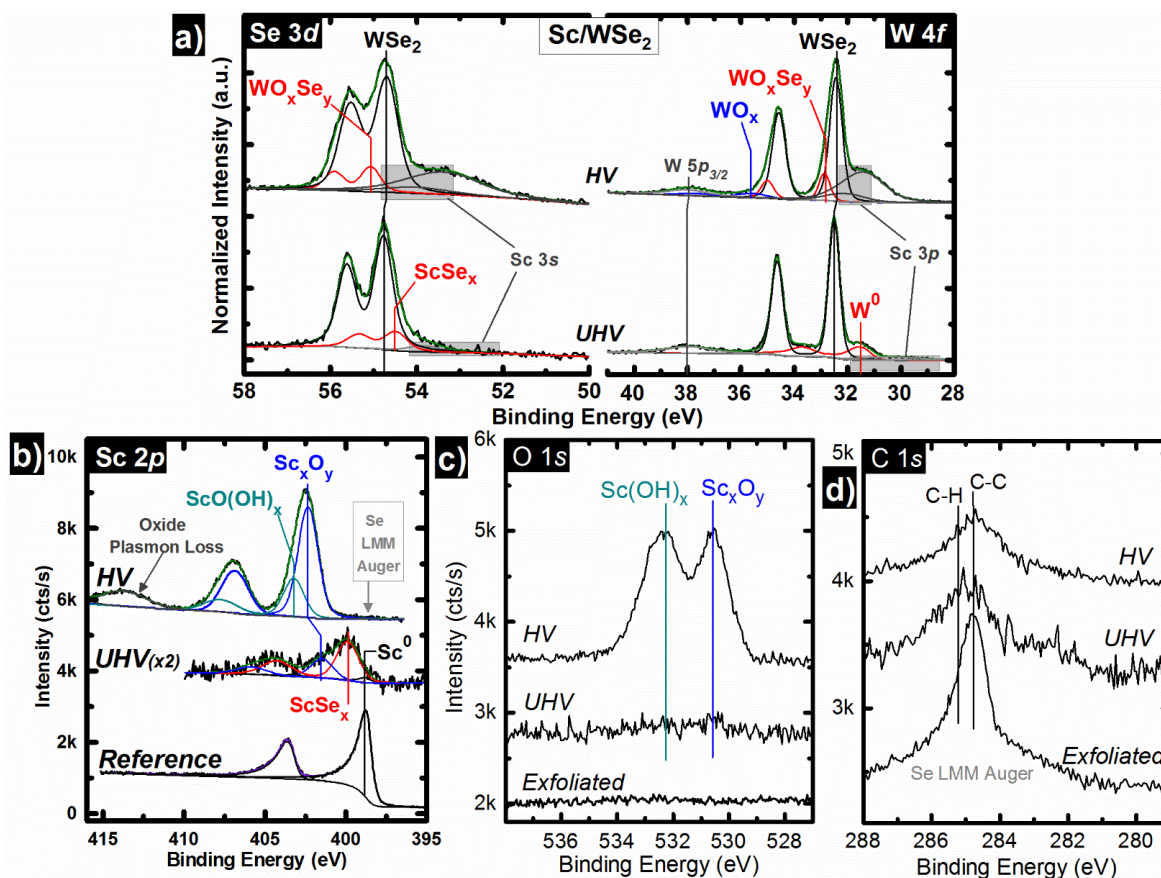 a)
Se 3d
Sc/WSe2
W 4f
WSe2
WOxSey
WSe2
WOxSey
WOx
W 5p3/2
HV
Sc 3s
Sc 3p
ScSex
W0
UHV
Normalized Intensity (a.u.)
58 56 54 52 50
40 38 36 34 32 30 28
Binding Energy (eV)
Binding Energy (eV)
b)
Sc 2p
10k
8k
6k
4k
2k
0
Intensity (cts/s)
ScxOy
ScO(OH)x
Oxide
Plasmon Loss
Se
LMM
Auger
HV
UHV(x2)
Sc0
ScSex
Reference
415 410 405 400 395
Binding Energy (eV)
c)
O 1s
6k
5k
4k
3k
2k
Intensity (cts/s)
Sc(OH)x
ScxOy
HV
UHV
Exfoliated
536 534 532 530 528
Binding Energy (eV)
d)
C 1s
5k
4k
3k
C-H
C-C
HV
UHV
Exfoliated
Se LMM Auger
288 286 284 282 280
Binding Energy (eV)